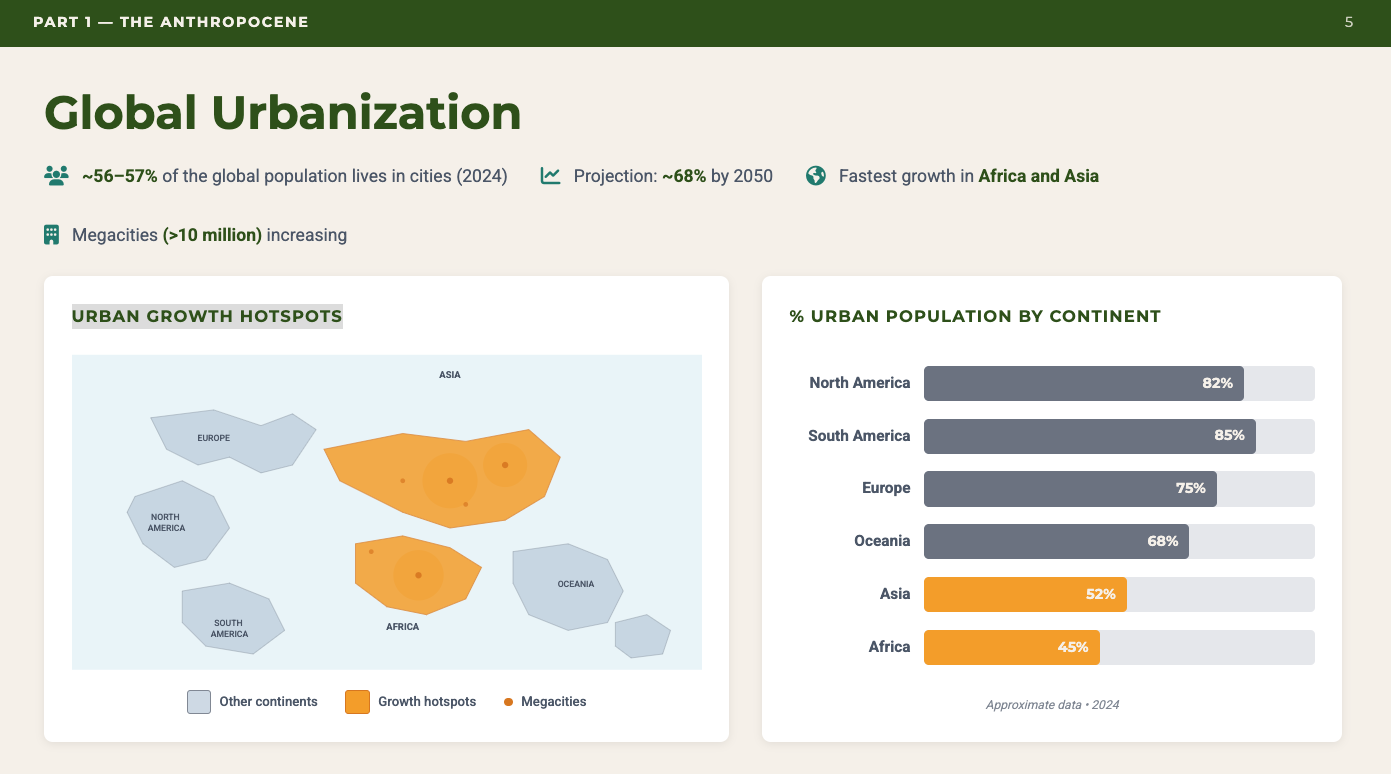 PART 1 — THE ANTHROPOCENE
5
Global Urbanization
~56–57% of the global population lives in cities (2024)
Projection: ~68% by 2050
Fastest growth in Africa and Asia
Megacities (>10 million) increasing
URBAN GROWTH HOTSPOTS
ASIA
EUROPE
NORTH
AMERICA
OCEANIA
SOUTH
AMERICA
AFRICA
Other continents
Growth hotspots
Megacities
% URBAN POPULATION BY CONTINENT
North America 82%
South America 85%
Europe 75%
Oceania 68%
Asia 52%
Africa 45%
Approximate data • 2024